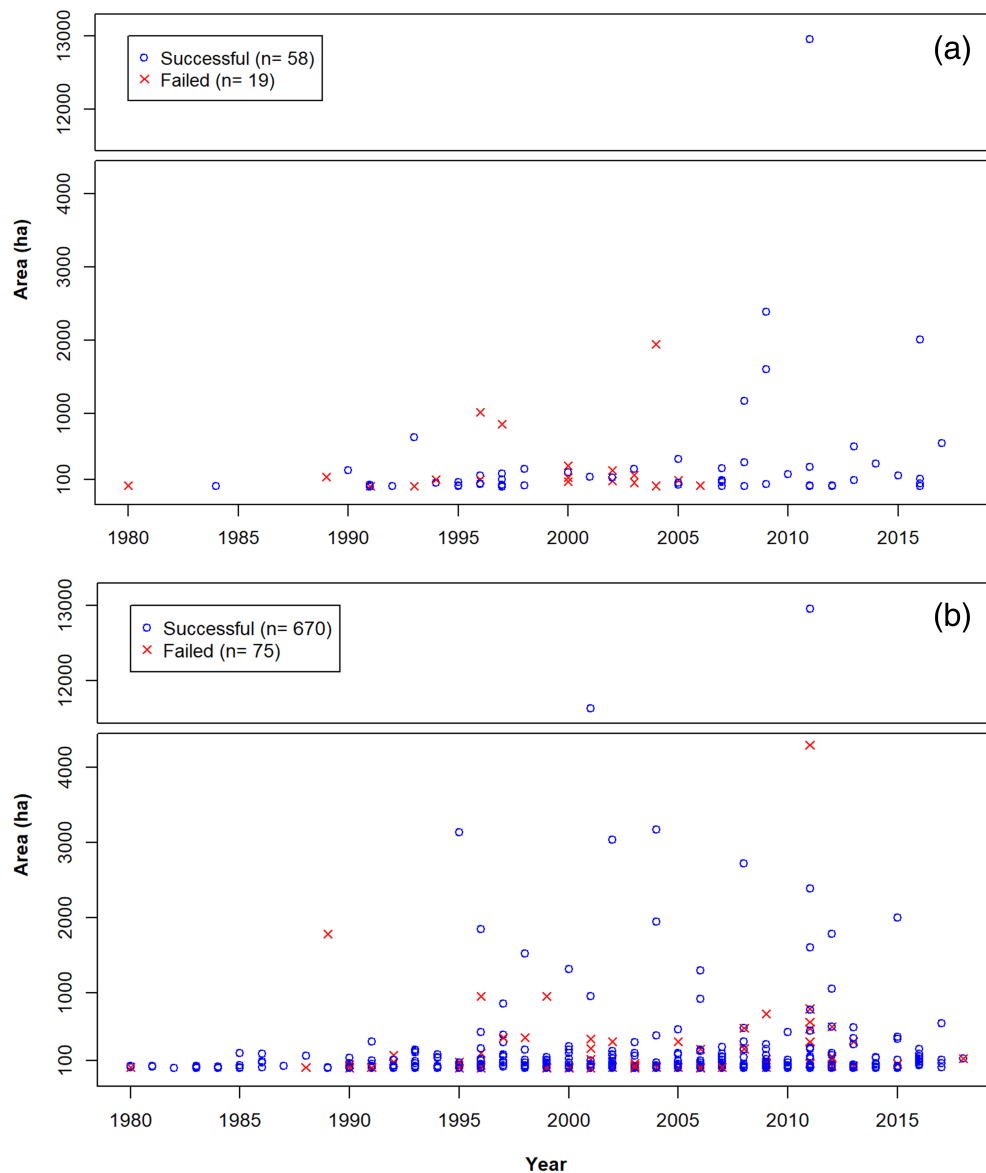 (a)
Successful (n= 58)
Failed (n= 19)
13000
12000
4000
3000
2000
1000
100
Area (ha)
1980 1985 1990 1995 2000 2005 2010 2015
(b)
Successful (n= 670)
Failed (n= 75)
13000
12000
4000
3000
2000
1000
100
Area (ha)
1980 1985 1990 1995 2000 2005 2010 2015
Year